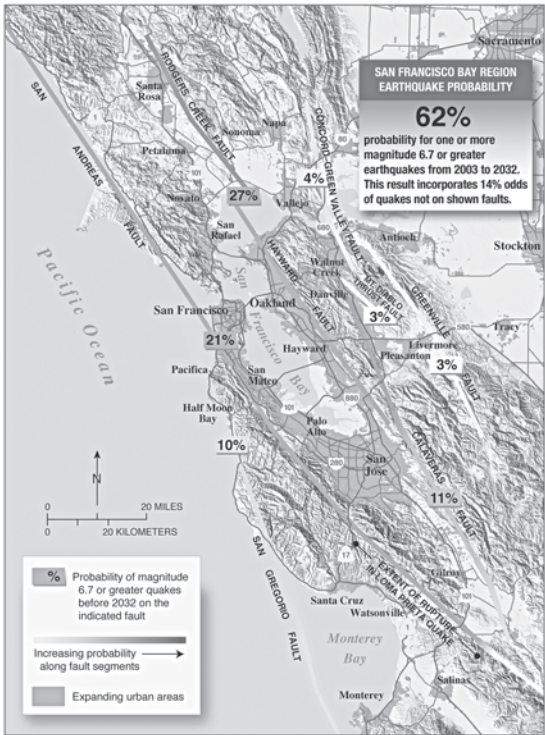 Sacramento
SAN FRANCISCO BAY REGION
EARTHQUAKE PROBABILITY
62%
probability for one or more
magnitude 6.7 or greater
earthquakes from 2003 to 2032.
This result incorporates 14% odds
of quakes not on shown faults.
SAN
ANDREAS
FAULT
RODGERS
CREEK FAULT
CONCORD–GREEN VALLEY FAULT
Santa
Rosa
Napa
Sonoma
Petaluma
101
80
4%
27%
Vallejo
Novato
680
San
Rafael
HAYWARD
FAULT
Antioch
Stockton
Walnut
Creek
Danville
MT. DIABLO
THRUST FAULT
GREENVILLE
FAULT
3%
Pacific Ocean
San Francisco
San
Francisco
Bay
Oakland
580
Tracy
21%
Hayward
Livermore
Pleasanton
3%
Pacifica
San
Mateo
880
Half Moon
Bay
101
Palo
Alto
CALAVERAS
FAULT
10%
280
San
Jose
11%
N
0 20 MILES
0 20 KILOMETERS
17
EXTENT OF RUPTURE
IN LOMA PRIETA QUAKE
Gilroy
SAN
GREGORIO
FAULT
Santa Cruz
Watsonville
Monterey
Bay
Salinas
Monterey
% Probability of magnitude
6.7 or greater quakes
before 2032 on the
indicated fault
Increasing probability
along fault segments
Expanding urban areas